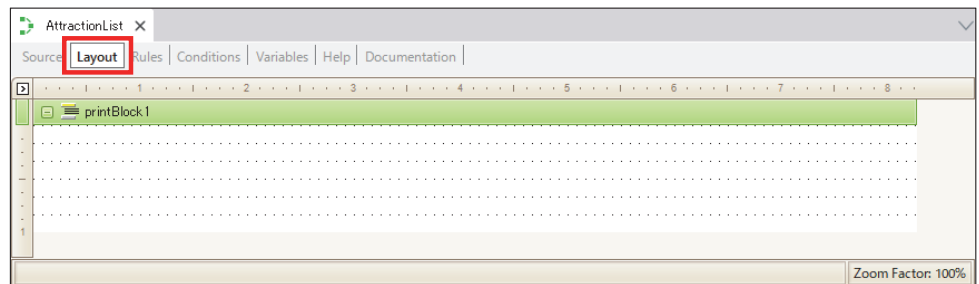 AttractionList
Source Layout Rules Conditions Variables Help Documentation
1 2 3 4 5 6 7 8
printBlock1
1
Zoom Factor: 100%